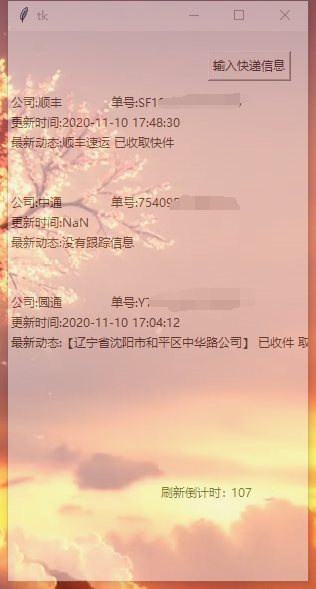 tk
输入快递信息
公司:顺丰 单号:SF1
更新时间:2020-11-10 17:48:30
最新动态:顺丰速运 已收取快件
公司:中通 单号:75409
更新时间:NaN
最新动态:没有跟踪信息
公司:圆通 单号:Y7
更新时间:2020-11-10 17:04:12
最新动态:【辽宁省沈阳市和平区中华路公司】 已收件 取
刷新倒计时：107